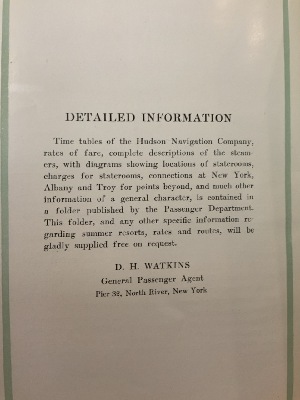 DETAILED INFORMATION
Time tables of the Hudson Navigation Company,
rates of fare, complete descriptions of the steam-
ers, with diagrams showing locations of staterooms,
charges for staterooms, connections at New York,
Albany and Troy for points beyond, and much other
information of a general character, is contained in
a folder published by the Passenger Department.
This folder, and any other specific information re-
garding summer resorts, rates and routes, will be
gladly supplied free on request.
D. H. WATKINS
General Passenger Agent
Pier 32, North River, New York